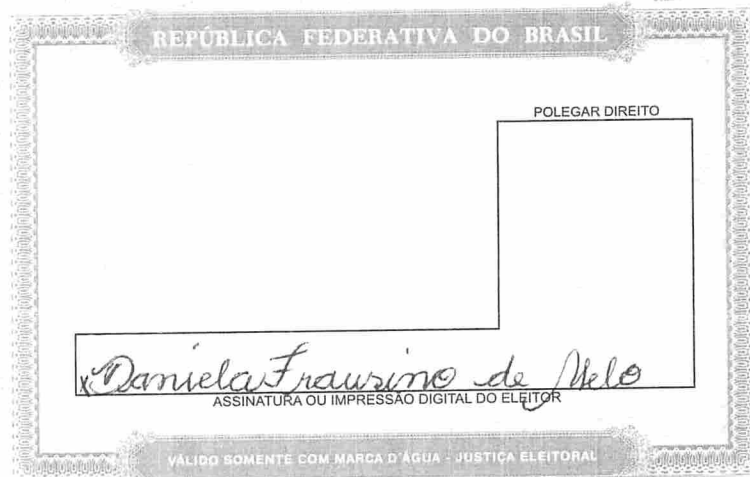 REPÚBLICA FEDERATIVA DO BRASIL
POLEGAR DIREITO
x Daniela Frausino de Melo
ASSINATURA OU IMPRESSÃO DIGITAL DO ELEITOR
VÁLIDO SOMENTE COM MARCA D'ÁGUA - JUSTIÇA ELEITORAL